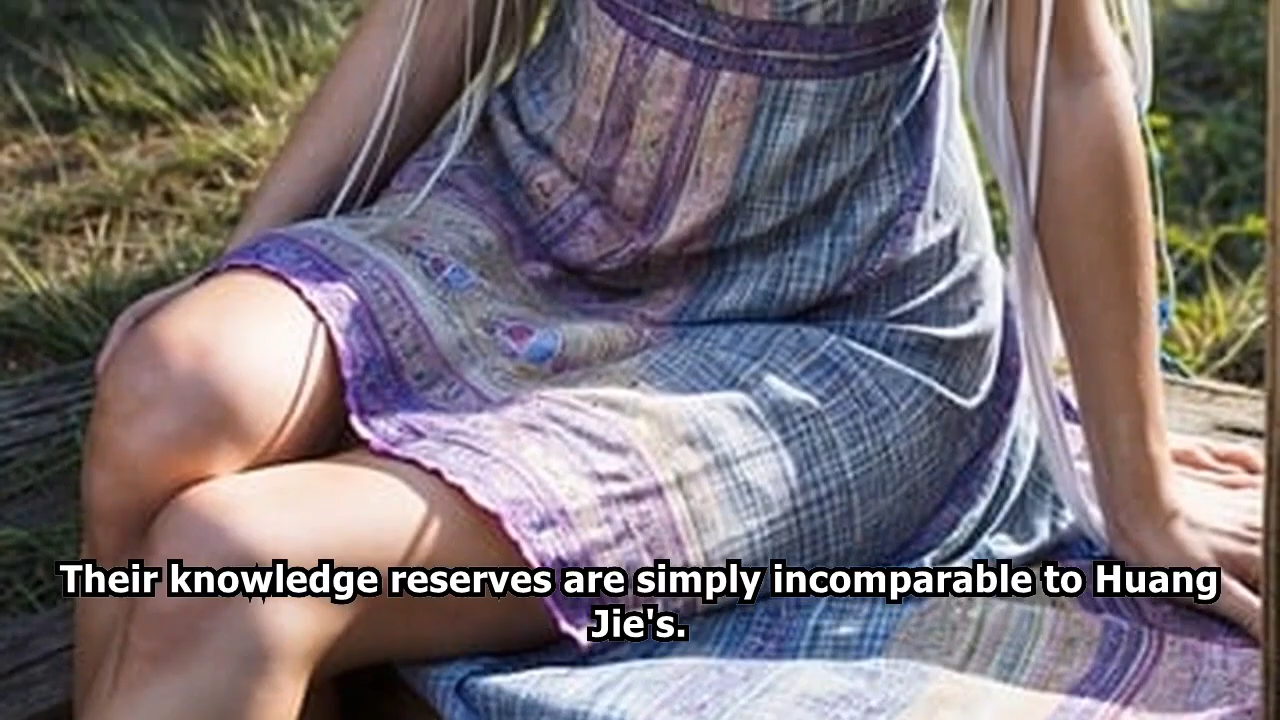 Their knowledge reserves are simply incomparable to Huang
Jie's.